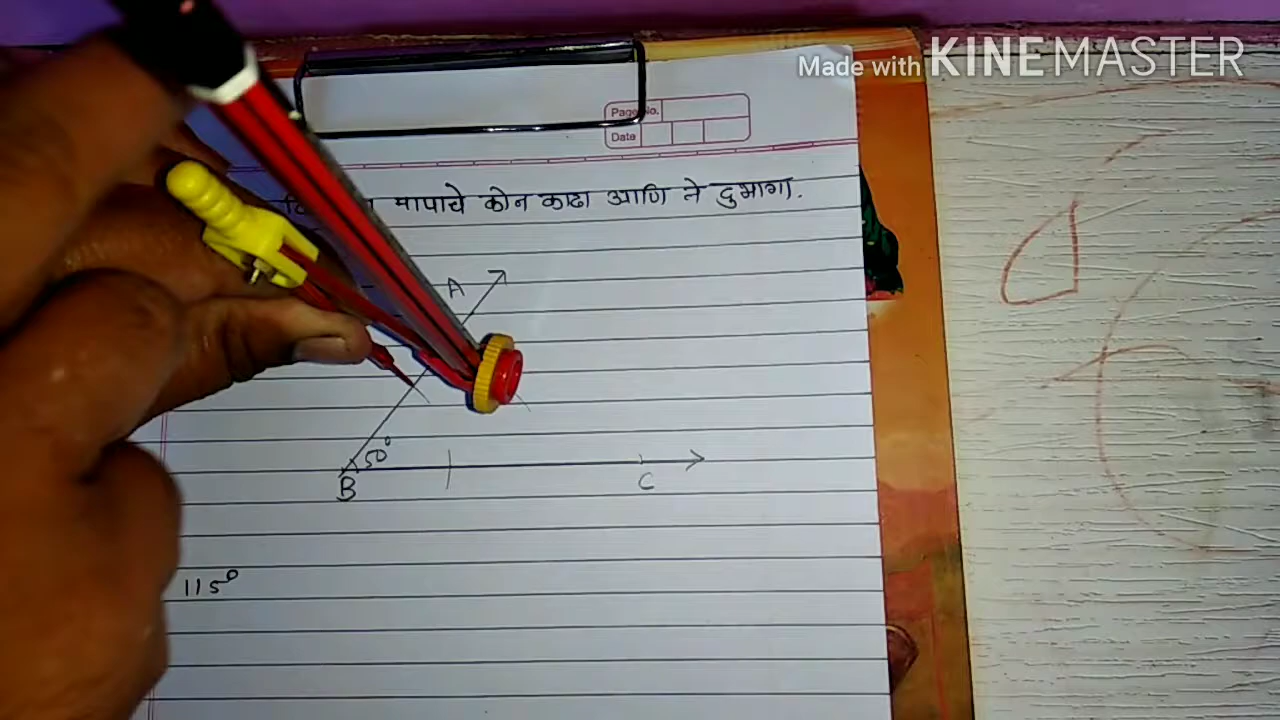 Made with KINEMASTER
Page No.
Date
मापाचे कोन काढा आणि ते दुभागा.
A
50°
B
C
115°